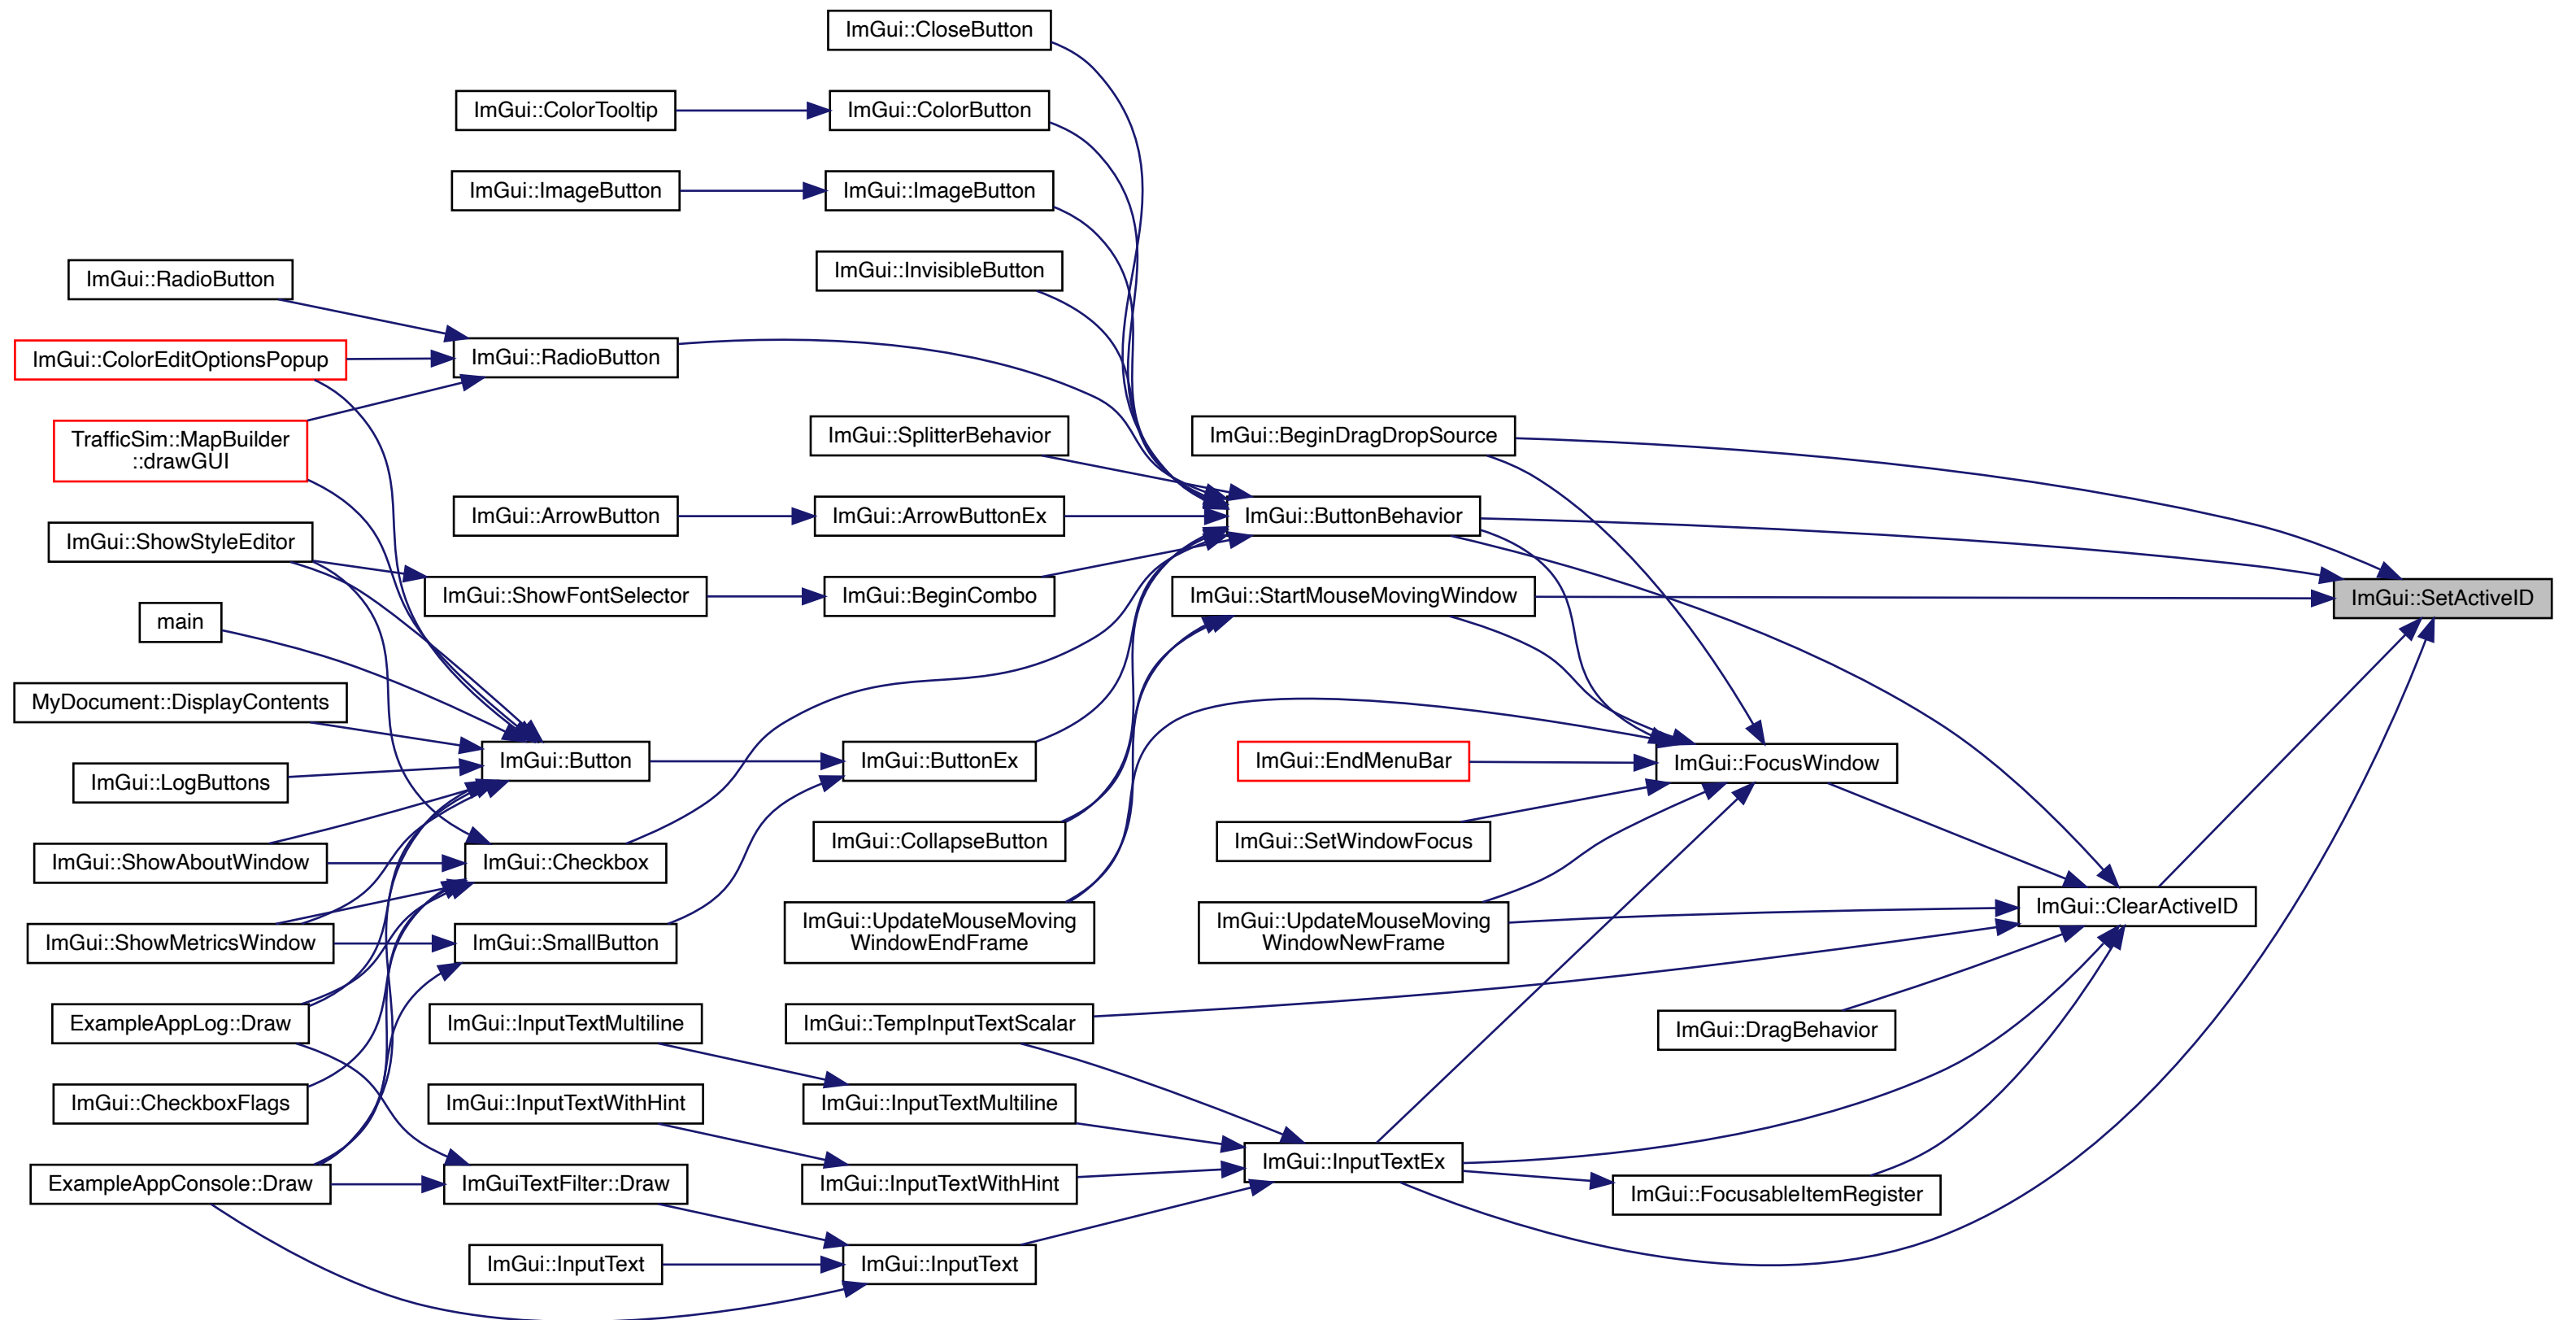 ImGui::CloseButton
ImGui::ColorTooltip
ImGui::ColorButton
ImGui::ImageButton
ImGui::ImageButton
ImGui::InvisibleButton
ImGui::RadioButton
ImGui::ColorEditOptionsPopup
ImGui::RadioButton
TrafficSim::MapBuilder
::drawGUI
ImGui::SplitterBehavior
ImGui::BeginDragDropSource
ImGui::ArrowButton
ImGui::ArrowButtonEx
ImGui::ButtonBehavior
ImGui::ShowStyleEditor
ImGui::ShowFontSelector
ImGui::BeginCombo
ImGui::StartMouseMovingWindow
ImGui::SetActiveID
main
MyDocument::DisplayContents
ImGui::LogButtons
ImGui::Button
ImGui::ButtonEx
ImGui::EndMenuBar
ImGui::FocusWindow
ImGui::ShowAboutWindow
ImGui::Checkbox
ImGui::CollapseButton
ImGui::SetWindowFocus
ImGui::ShowMetricsWindow
ImGui::SmallButton
ImGui::UpdateMouseMoving
WindowEndFrame
ImGui::UpdateMouseMoving
WindowNewFrame
ImGui::ClearActiveID
ExampleAppLog::Draw
ImGui::InputTextMultiline
ImGui::TempInputTextScalar
ImGui::DragBehavior
ImGui::CheckboxFlags
ImGui::InputTextWithHint
ImGui::InputTextMultiline
ImGui::InputTextEx
ExampleAppConsole::Draw
ImGuiTextFilter::Draw
ImGui::InputTextWithHint
ImGui::FocusableItemRegister
ImGui::InputText
ImGui::InputText